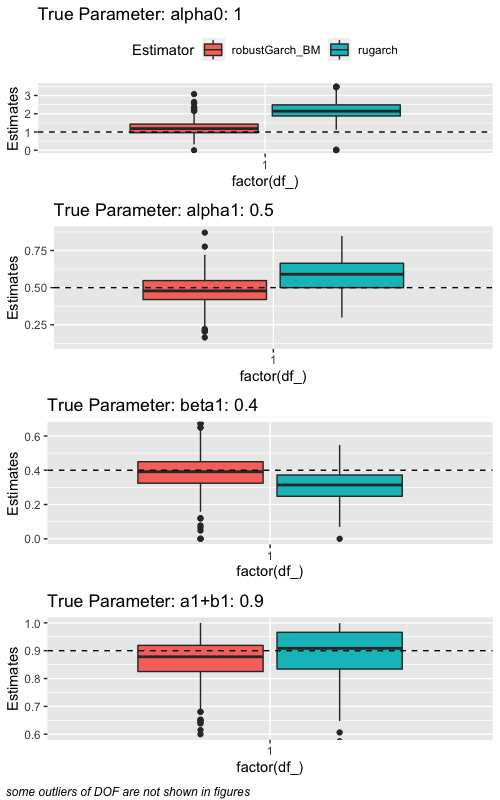 True Parameter: alpha0: 1
Estimator robustGarch_BM rugarch
Estimates
3
2
1
0
1
factor(df_)
True Parameter: alpha1: 0.5
Estimates
0.75
0.50
0.25
1
factor(df_)
True Parameter: beta1: 0.4
Estimates
0.6
0.4
0.2
0.0
1
factor(df_)
True Parameter: a1+b1: 0.9
Estimates
1.0
0.9
0.8
0.7
0.6
1
factor(df_)
some outliers of DOF are not shown in figures